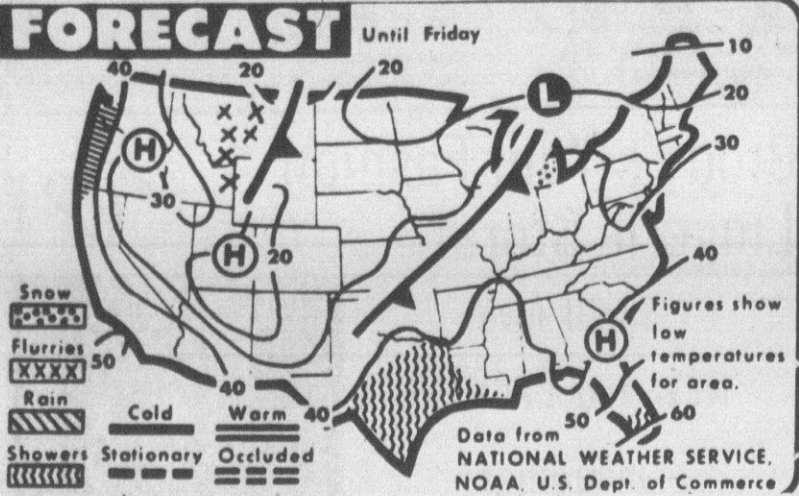 FORECAST
Until Friday
40
20
20
10
20
30
L
H
30
H
20
40
Snow
Flurries
Rain
Showers
50
40
40
Cold
Warm
Stationary
Occluded
H
Figures show
low
temperatures
for area.
50
60
Data from
NATIONAL WEATHER SERVICE,
NOAA, U.S. Dept. of Commerce